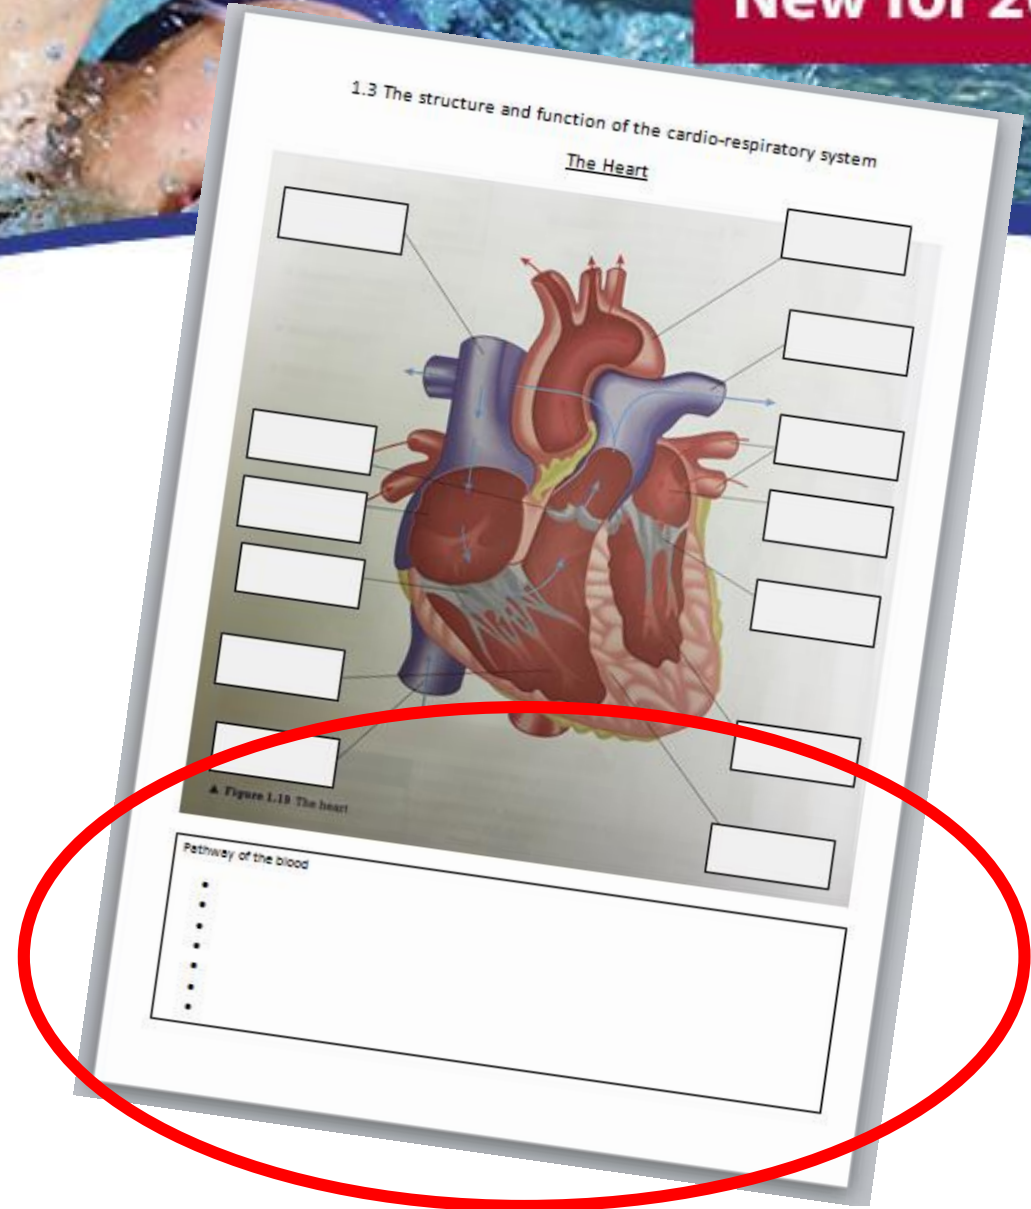 New for 2
1.3 The structure and function of the cardio-respiratory system
The Heart
▲ Figure 1.18 The heart
Pathway of the blood
•
•
•
•
•
•
•